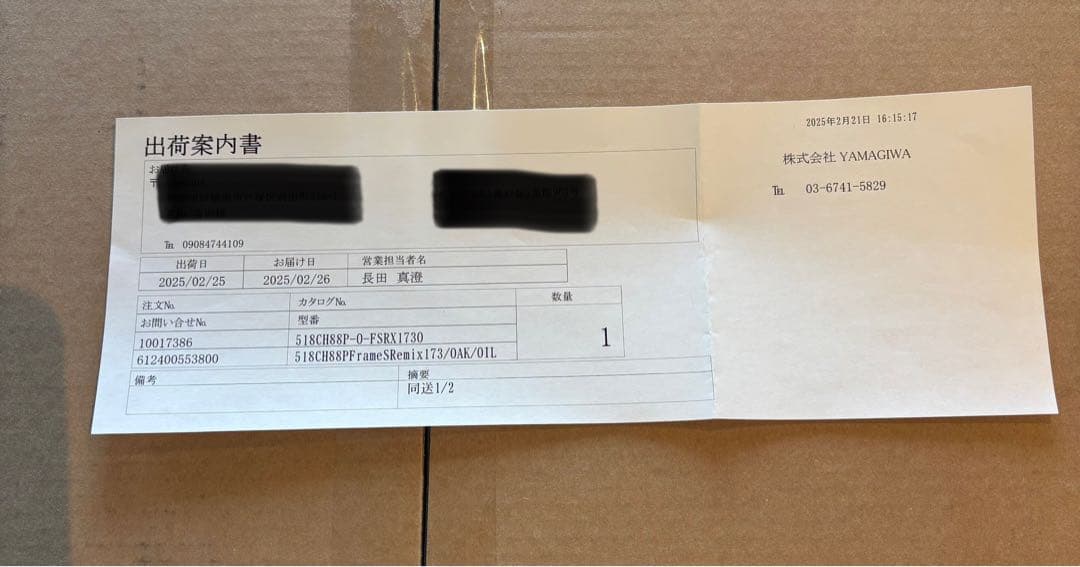 出荷案内書
〒
℡ 09084744109
出荷日 お届け日 営業担当者名
2025/02/25 2025/02/26 長田 真澄
注文№ カタログ№ 数量
お問い合せ№ 型番
10017386 518CH88P-O-FSRX1730 1
612400553800 518CH88PFrameSRemix173/OAK/OIL
備考 摘要
同送1/2
2025年2月21日 16:15:17
株式会社 YAMAGIWA
℡ 03-6741-5829